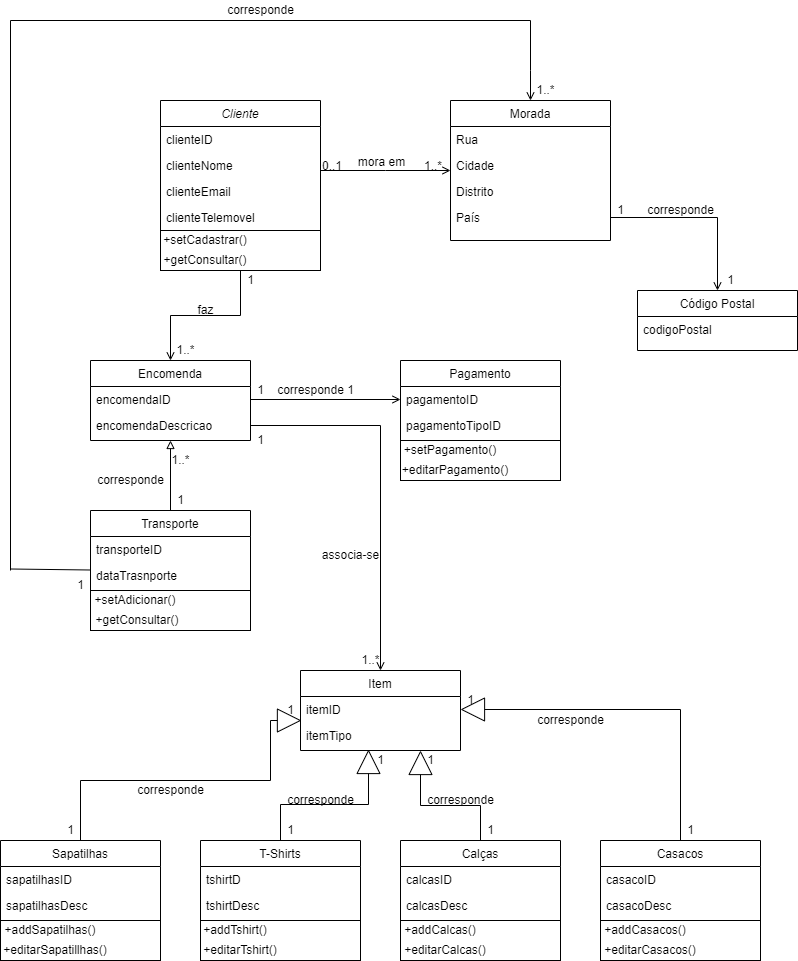 corresponde
1..*
Cliente
clienteID
clienteNome
clienteEmail
clienteTelemovel
+setCadastrar()
+getConsultar()
0..1
mora em
1..*
Morada
Rua
Cidade
Distrito
País
1
corresponde
1
Código Postal
codigoPostal
1
faz
1..*
Encomenda
encomendaID
encomendaDescricao
1
corresponde 1
1
Pagamento
pagamentoID
pagamentoTipoID
+setPagamento()
+editarPagamento()
1..*
corresponde
1
Transporte
transporteID
dataTrasnporte
+setAdicionar()
+getConsultar()
1
associa-se
1..*
Item
itemID
itemTipo
1
1
1
1
corresponde
corresponde
corresponde
corresponde
1
1
1
1
Sapatilhas
sapatilhasID
sapatilhasDesc
+addSapatilhas()
+editarSapatillhas()
T-Shirts
tshirtD
tshirtDesc
+addTshirt()
+editarTshirt()
Calças
calcasID
calcasDesc
+addCalcas()
+editarCalcas()
Casacos
casacoID
casacoDesc
+addCasacos()
+editarCasacos()